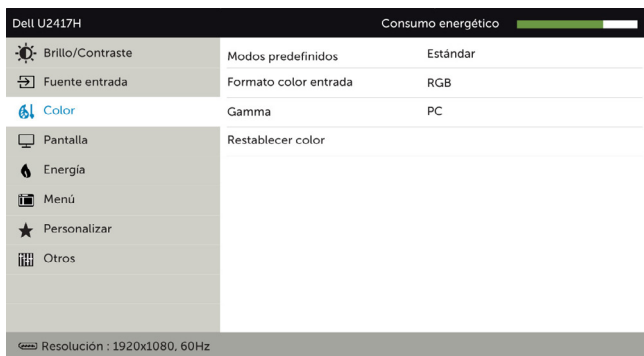 Dell U2417H Consumo energético
Brillo/Contraste
Fuente entrada
Color
Pantalla
Energía
Menú
Personalizar
Otros
Modos predefinidos Estándar
Formato color entrada RGB
Gamma PC
Restablecer color
Resolución : 1920x1080, 60Hz